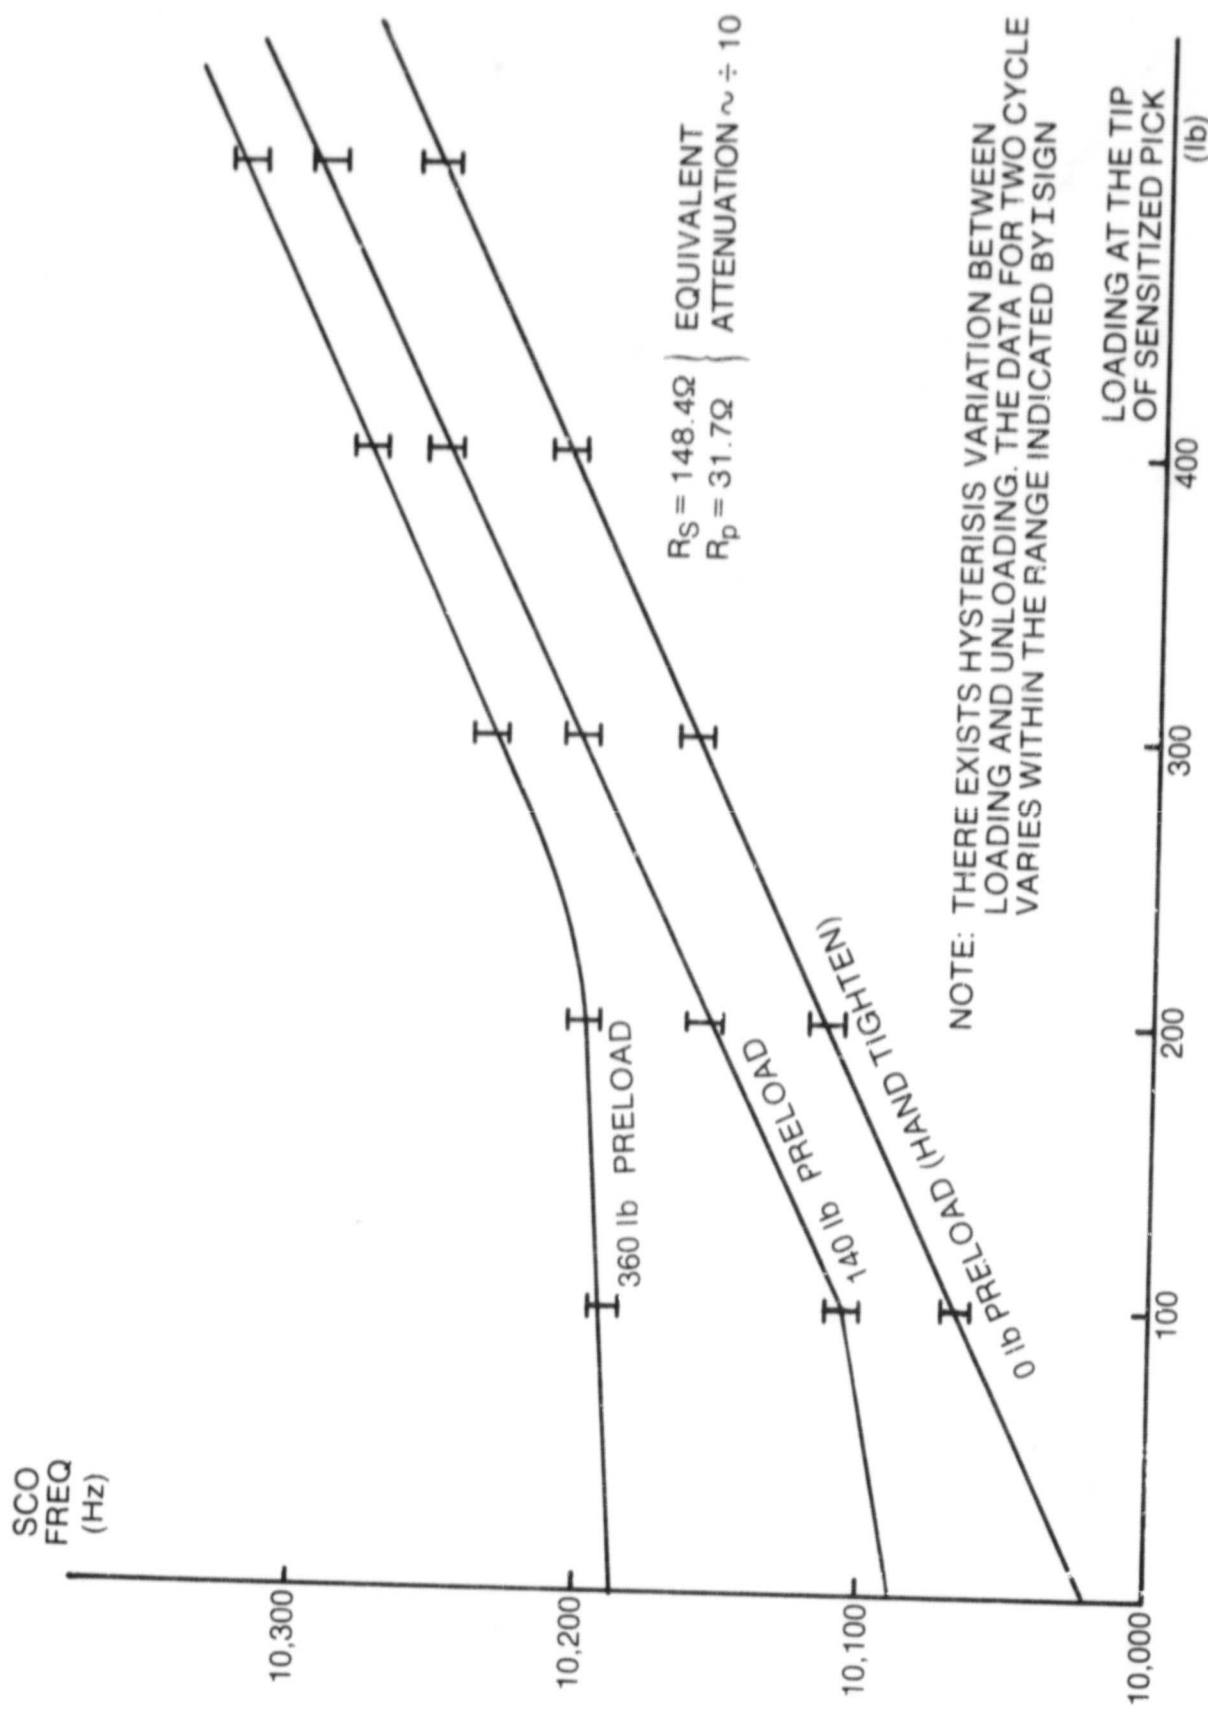 SCO
FREQ
(Hz)
10,300
10,200
10,100
10,000
360 lb PRELOAD
140 lb PRELOAD
0 lb PRELOAD (HAND TIGHTEN)
RS = 148.4Ω } EQUIVALENT
Rp = 31.7Ω } ATTENUATION ~ ÷ 10
NOTE: THERE EXISTS HYSTERISIS VARIATION BETWEEN
LOADING AND UNLOADING. THE DATA FOR TWO CYCLE
VARIES WITHIN THE RANGE INDICATED BY I SIGN
100
200
300
400
LOADING AT THE TIP
OF SENSITIZED PICK
(lb)